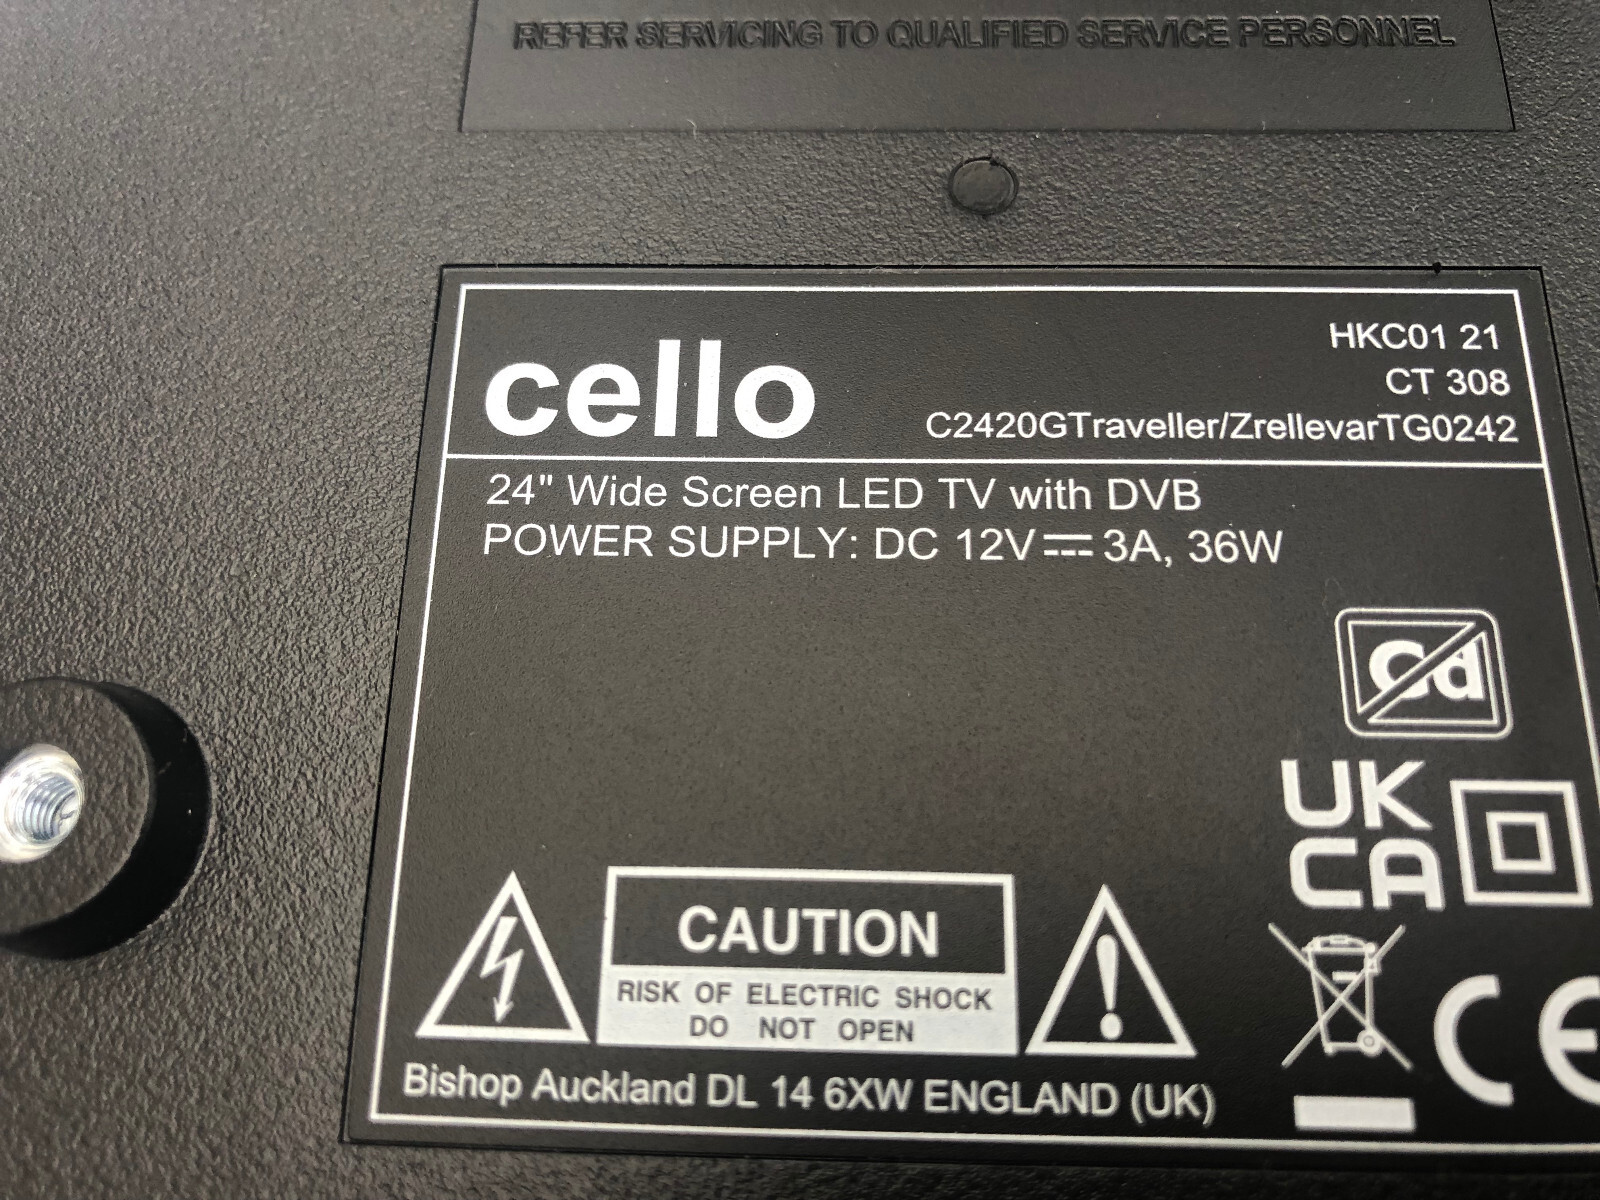 REFER SERVICING TO QUALIFIED SERVICE PERSONNEL
HKC01 21
CT 308
cello
C2420GTraveller/ZrellevarTG0242
24" Wide Screen LED TV with DVB
POWER SUPPLY: DC 12V⎓3A, 36W
Cd
UK
CA
CAUTION
RISK OF ELECTRIC SHOCK
DO NOT OPEN
CE
Bishop Auckland DL 14 6XW ENGLAND (UK)